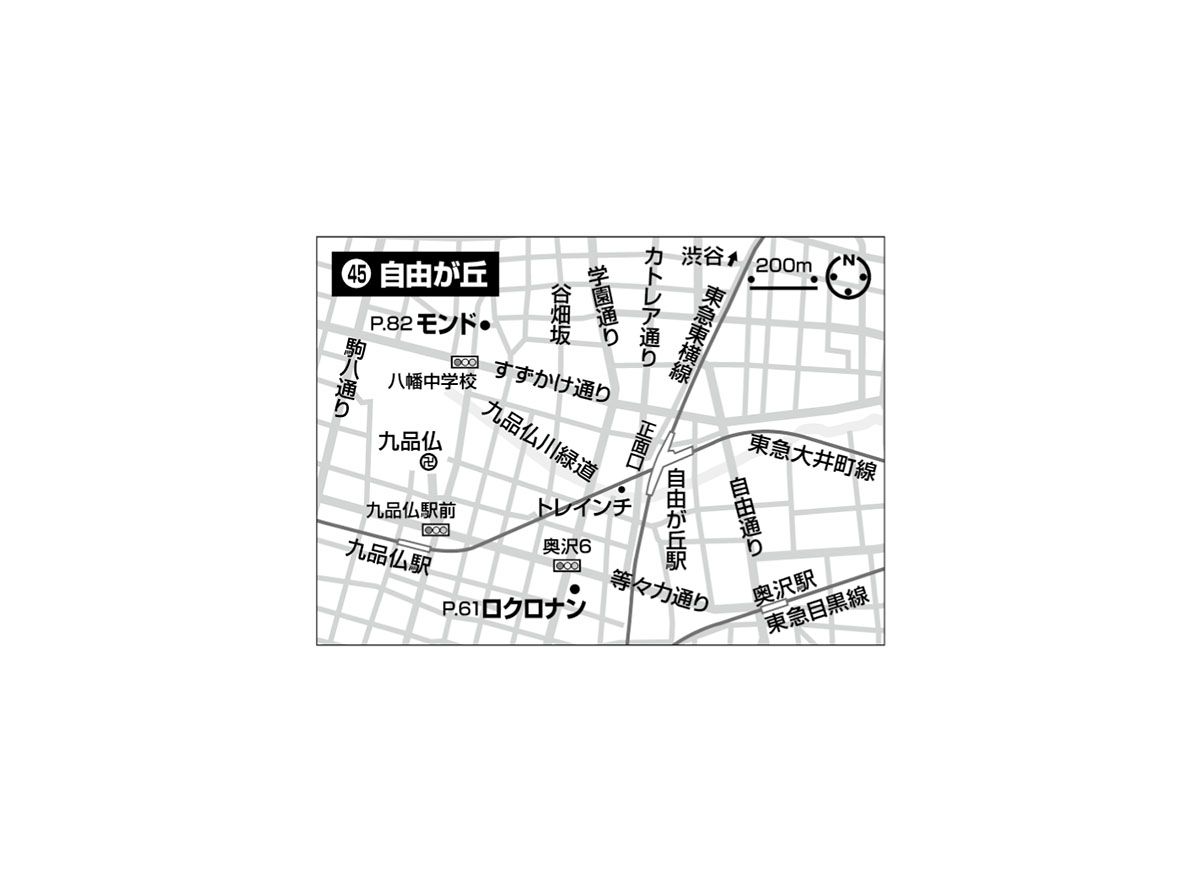 45 自由が丘
P.82 モンド
駒八通り
八幡中学校
谷畑坂
学園通り
カトレア通り
渋谷
東急東横線
200m
N
すずかけ通り
九品仏川緑道
九品仏
卍
正面口
東急大井町線
九品仏駅前
トレインチ
自由が丘駅
自由通り
九品仏駅
奥沢6
等々力通り
P.61 ロクロナン
奥沢駅
東急目黒線